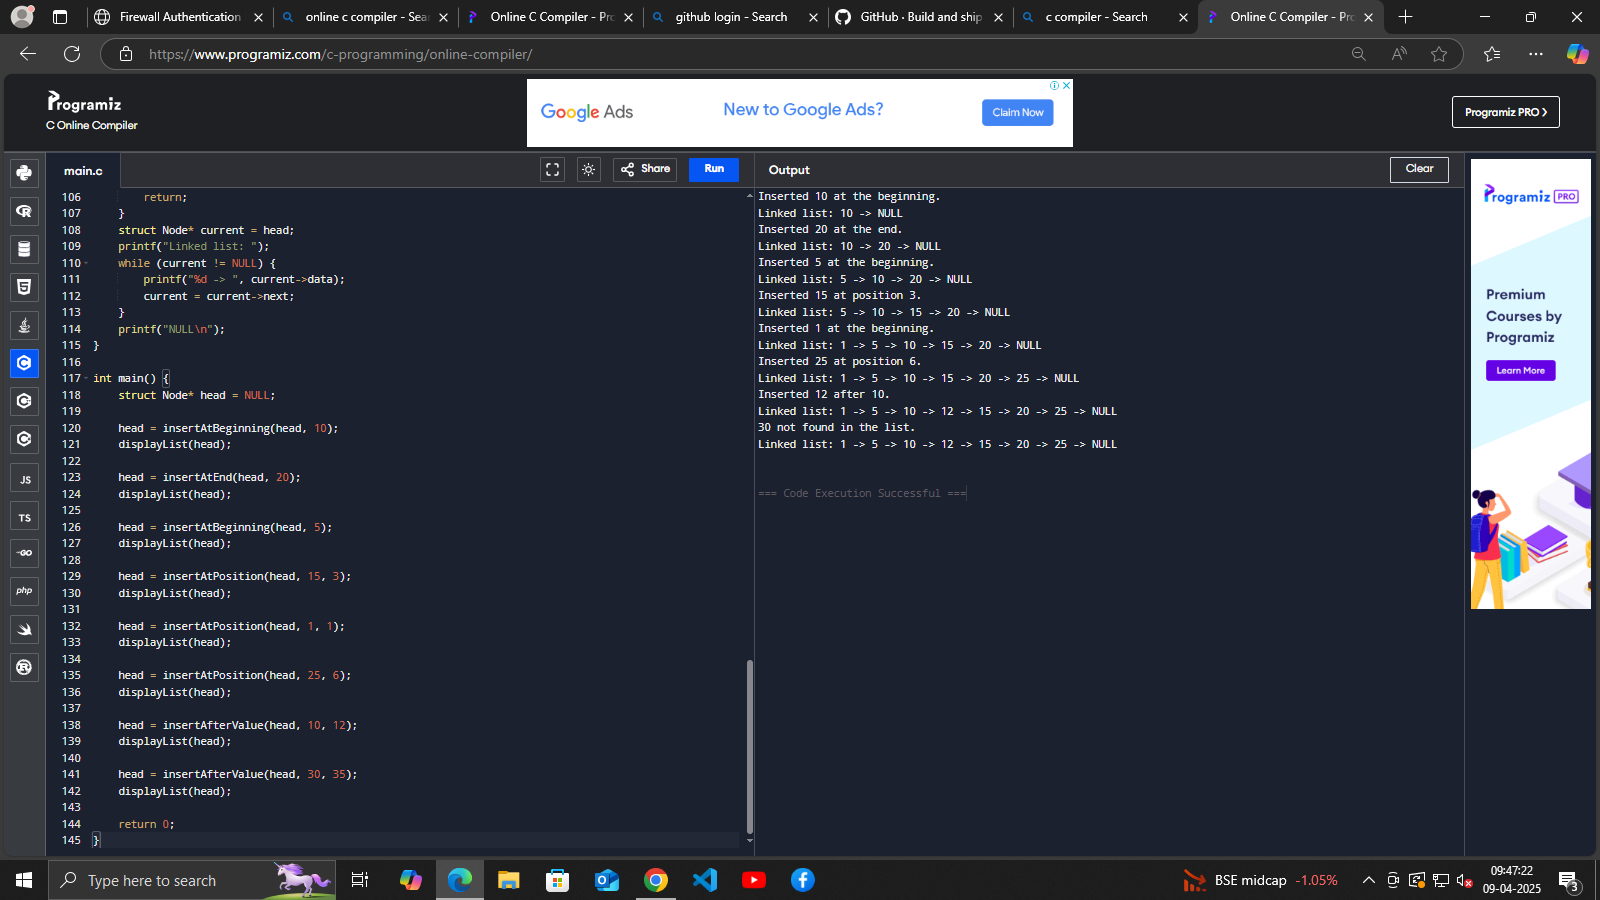 Firewall Authentication
online c compiler - Sear
Online C Compiler - Pro
github login - Search
GitHub · Build and ship
c compiler - Search
Online C Compiler - Pro
https://www.programiz.com/c-programming/online-compiler/
Programiz
C Online Compiler
Google Ads
New to Google Ads?
Claim Now
Programiz PRO
main.c
Share
Run
Output
Clear
106         return;
107     }
108     struct Node* current = head;
109     printf("Linked list: ");
110     while (current != NULL) {
111         printf("%d -> ", current->data);
112         current = current->next;
113     }
114     printf("NULL\n");
115 }
116
117 int main() {
118     struct Node* head = NULL;
119
120     head = insertAtBeginning(head, 10);
121     displayList(head);
122
123     head = insertAtEnd(head, 20);
124     displayList(head);
125
126     head = insertAtBeginning(head, 5);
127     displayList(head);
128
129     head = insertAtPosition(head, 15, 3);
130     displayList(head);
131
132     head = insertAtPosition(head, 1, 1);
133     displayList(head);
134
135     head = insertAtPosition(head, 25, 6);
136     displayList(head);
137
138     head = insertAfterValue(head, 10, 12);
139     displayList(head);
140
141     head = insertAfterValue(head, 30, 35);
142     displayList(head);
143
144     return 0;
145 }
Inserted 10 at the beginning.
Linked list: 10 -> NULL
Inserted 20 at the end.
Linked list: 10 -> 20 -> NULL
Inserted 5 at the beginning.
Linked list: 5 -> 10 -> 20 -> NULL
Inserted 15 at position 3.
Linked list: 5 -> 10 -> 15 -> 20 -> NULL
Inserted 1 at the beginning.
Linked list: 1 -> 5 -> 10 -> 15 -> 20 -> NULL
Inserted 25 at position 6.
Linked list: 1 -> 5 -> 10 -> 15 -> 20 -> 25 -> NULL
Inserted 12 after 10.
Linked list: 1 -> 5 -> 10 -> 12 -> 15 -> 20 -> 25 -> NULL
30 not found in the list.
Linked list: 1 -> 5 -> 10 -> 12 -> 15 -> 20 -> 25 -> NULL
=== Code Execution Successful ===
JS
TS
GO
php
Programiz PRO
Premium
Courses by
Programiz
Learn More
Type here to search
BSE midcap -1.05%
09:47:22
09-04-2025
3